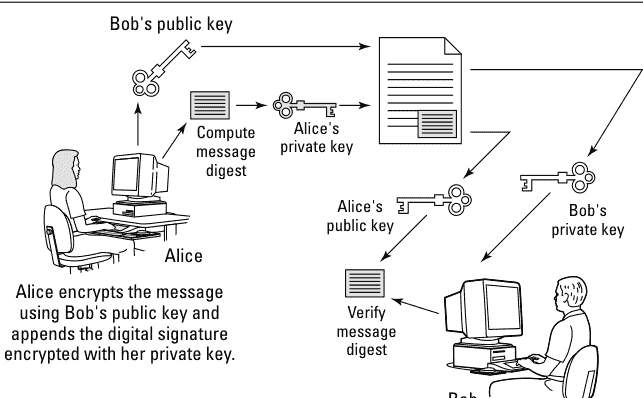 Bob's public key
Compute
message
digest
Alice's
private key
Alice's
public key
Bob's
private key
Alice
Alice encrypts the message
using Bob's public key and
appends the digital signature
encrypted with her private key.
Verify
message
digest
Bob